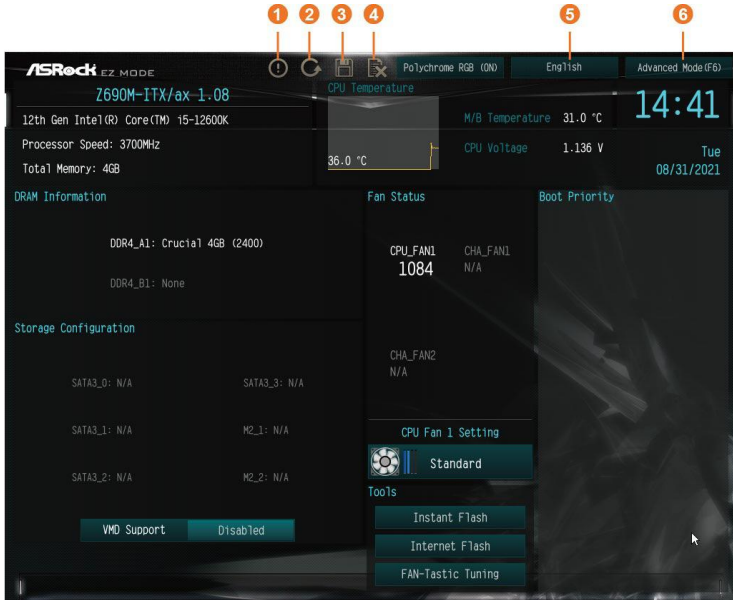 1 2 3 4 5 6
ASRock EZ MODE
Polychrome RGB (ON)
English
Advanced Mode(F6)
Z690M-ITX/ax 1.08
12th Gen Intel(R) Core(TM) i5-12600K
Processor Speed: 3700MHz
Total Memory: 4GB
CPU Temperature
36.0 °C
M/B Temperature 31.0 °C
CPU Voltage 1.136 V
14:41
Tue
08/31/2021
DRAM Information
DDR4_A1: Crucial 4GB (2400)
DDR4_B1: None
Storage Configuration
SATA3_0: N/A SATA3_3: N/A
SATA3_1: N/A M2_1: N/A
SATA3_2: N/A M2_2: N/A
VMD Support Disabled
Fan Status
CPU_FAN1
1084
CHA_FAN1
N/A
CHA_FAN2
N/A
CPU Fan 1 Setting
Standard
Tools
Instant Flash
Internet Flash
FAN-Tastic Tuning
Boot Priority